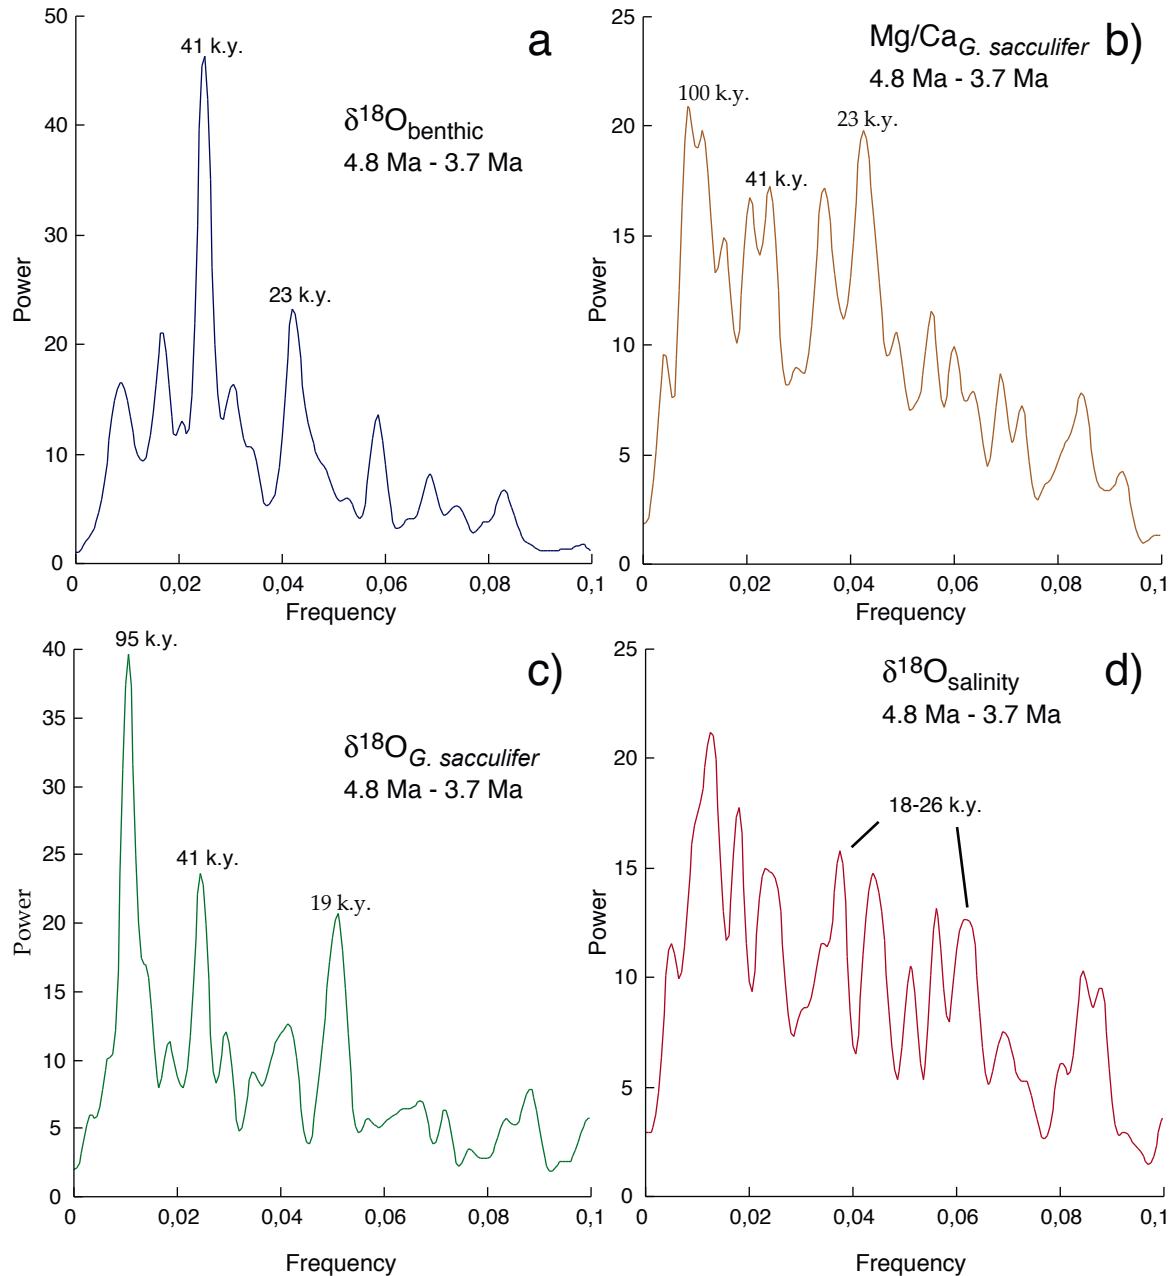 a
41 k.y.
δ18Obenthic
4.8 Ma - 3.7 Ma
23 k.y.
50
40
30
20
10
0
Power
0
0,02
0,04
0,06
0,08
0,1
Frequency
b)
Mg/CaG. sacculifer
4.8 Ma - 3.7 Ma
100 k.y.
23 k.y.
41 k.y.
25
20
15
10
5
0
Power
0
0,02
0,04
0,06
0,08
0,1
Frequency
c)
95 k.y.
δ18OG. sacculifer
4.8 Ma - 3.7 Ma
41 k.y.
19 k.y.
40
35
30
25
20
15
10
5
0
Power
0
0,02
0,04
0,06
0,08
0,1
Frequency
d)
δ18Osalinity
4.8 Ma - 3.7 Ma
18-26 k.y.
25
20
15
10
5
0
Power
0
0,02
0,04
0,06
0,08
0,1
Frequency